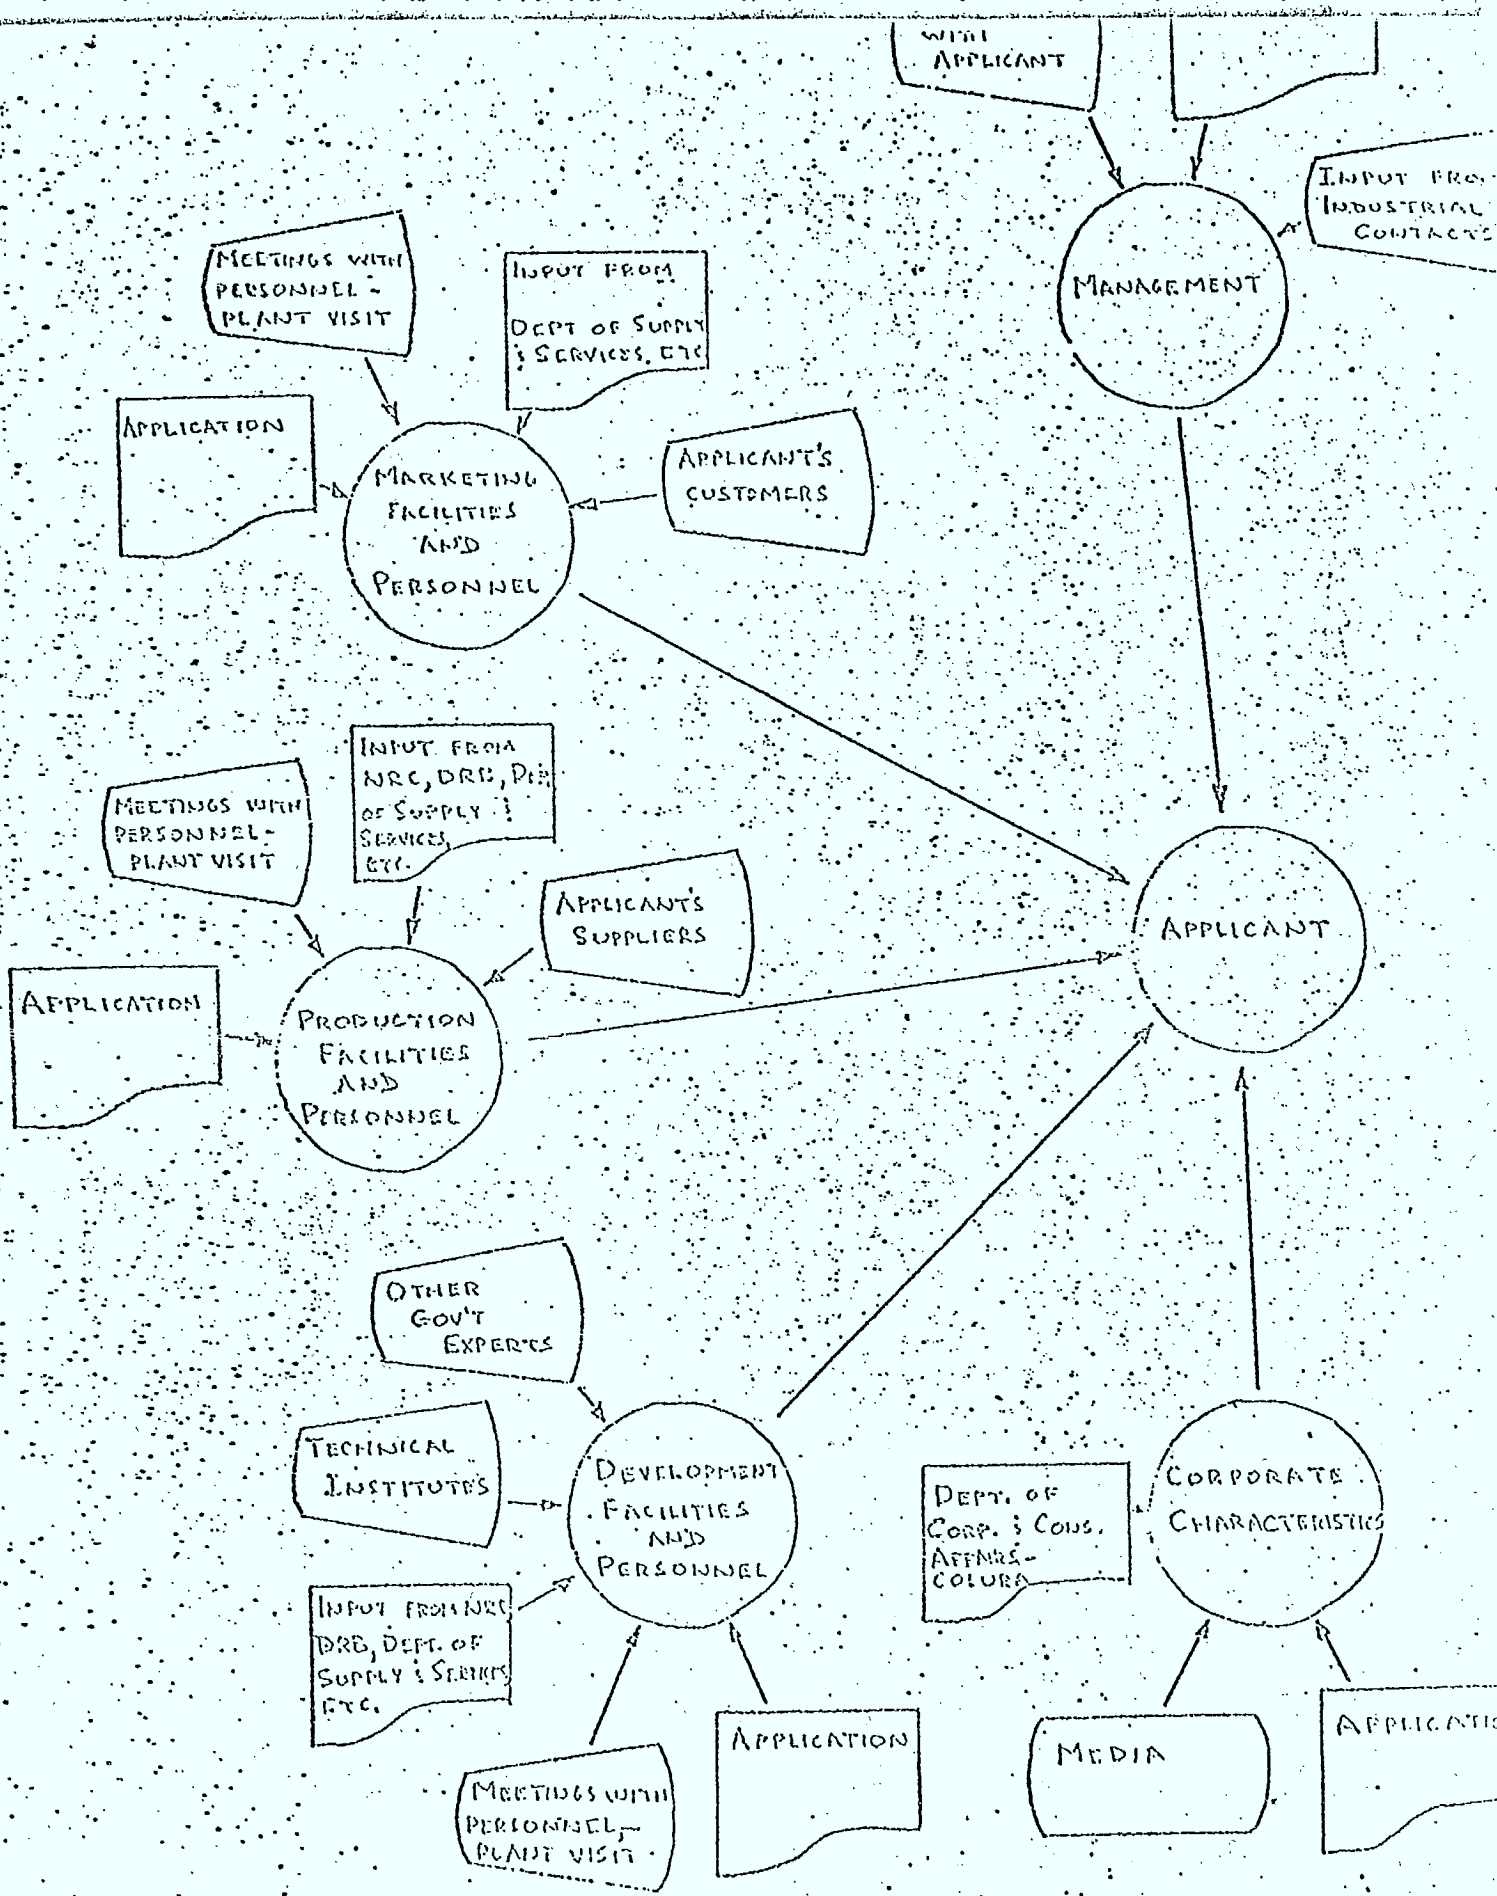 WITH
APPLICANT
INPUT
INDUSTRIAL
CONTACTS
MANAGEMENT
MEETINGS WITH
PERSONNEL -
PLANT VISIT
INPUT FROM
DEPT OF SUPPLY
& SERVICES, ETC
APPLICATION
MARKETING
FACILITIES
AND
PERSONNEL
APPLICANT'S
CUSTOMERS
INPUT FROM
NRC, DRB,
OF SUPPLY &
SERVICES,
ETC.
MEETINGS WITH
PERSONNEL -
PLANT VISIT
APPLICANT'S
SUPPLIERS
APPLICANT
APPLICATION
PRODUCTION
FACILITIES
AND
PERSONNEL
OTHER
GOV'T
EXPERTS
TECHNICAL
INSTITUTES
DEVELOPMENT
FACILITIES
AND
PERSONNEL
DEPT. OF
CORP. & CONS.
AFFAIRS-
CORPORATE
CHARACTERISTICS
INPUT FROM NRC
DRB, DEPT. OF
SUPPLY & SERVICES
ETC.
APPLICATION
MEDIA
MEETINGS WITH
PERSONNEL,-
PLANT VISIT